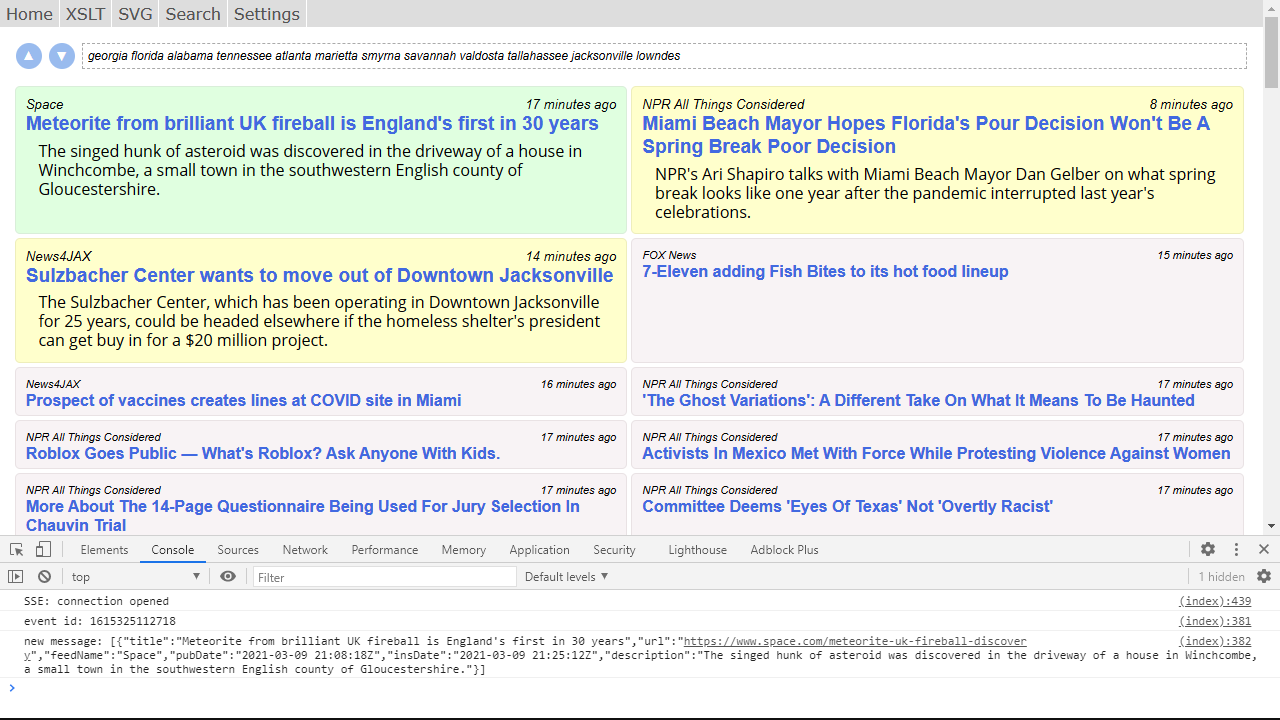 Home XSLT SVG Search Settings
georgia florida alabama tennessee atlanta marietta smyrna savannah valdosta tallahassee jacksonville lowndes
Space 17 minutes ago
Meteorite from brilliant UK fireball is England's first in 30 years
The singed hunk of asteroid was discovered in the driveway of a house in
Winchcombe, a small town in the southwestern English county of
Gloucestershire.
NPR All Things Considered 8 minutes ago
Miami Beach Mayor Hopes Florida's Pour Decision Won't Be A
Spring Break Poor Decision
NPR's Ari Shapiro talks with Miami Beach Mayor Dan Gelber on what spring
break looks like one year after the pandemic interrupted last year's
celebrations.
News4JAX 14 minutes ago
Sulzbacher Center wants to move out of Downtown Jacksonville
The Sulzbacher Center, which has been operating in Downtown Jacksonville
for 25 years, could be headed elsewhere if the homeless shelter's president
can get buy in for a $20 million project.
FOX News 15 minutes ago
7-Eleven adding Fish Bites to its hot food lineup
News4JAX 16 minutes ago
Prospect of vaccines creates lines at COVID site in Miami
NPR All Things Considered 17 minutes ago
'The Ghost Variations': A Different Take On What It Means To Be Haunted
NPR All Things Considered 17 minutes ago
Roblox Goes Public — What's Roblox? Ask Anyone With Kids.
NPR All Things Considered 17 minutes ago
Activists In Mexico Met With Force While Protesting Violence Against Women
NPR All Things Considered 17 minutes ago
More About The 14-Page Questionnaire Being Used For Jury Selection In
Chauvin Trial
NPR All Things Considered 17 minutes ago
Committee Deems 'Eyes Of Texas' Not 'Overtly Racist'
Elements Console Sources Network Performance Memory Application Security Lighthouse Adblock Plus
top Filter Default levels 1 hidden
SSE: connection opened (index):439
event id: 1615325112718 (index):381
new message: [{"title":"Meteorite from brilliant UK fireball is England's first in 30 years","url":"https://www.space.com/meteorite-uk-fireball-discover (index):382
y","feedName":"Space","pubDate":"2021-03-09 21:08:18Z","insDate":"2021-03-09 21:25:12Z","description":"The singed hunk of asteroid was discovered in the driveway of a house in Winchcombe,
a small town in the southwestern English county of Gloucestershire."}]